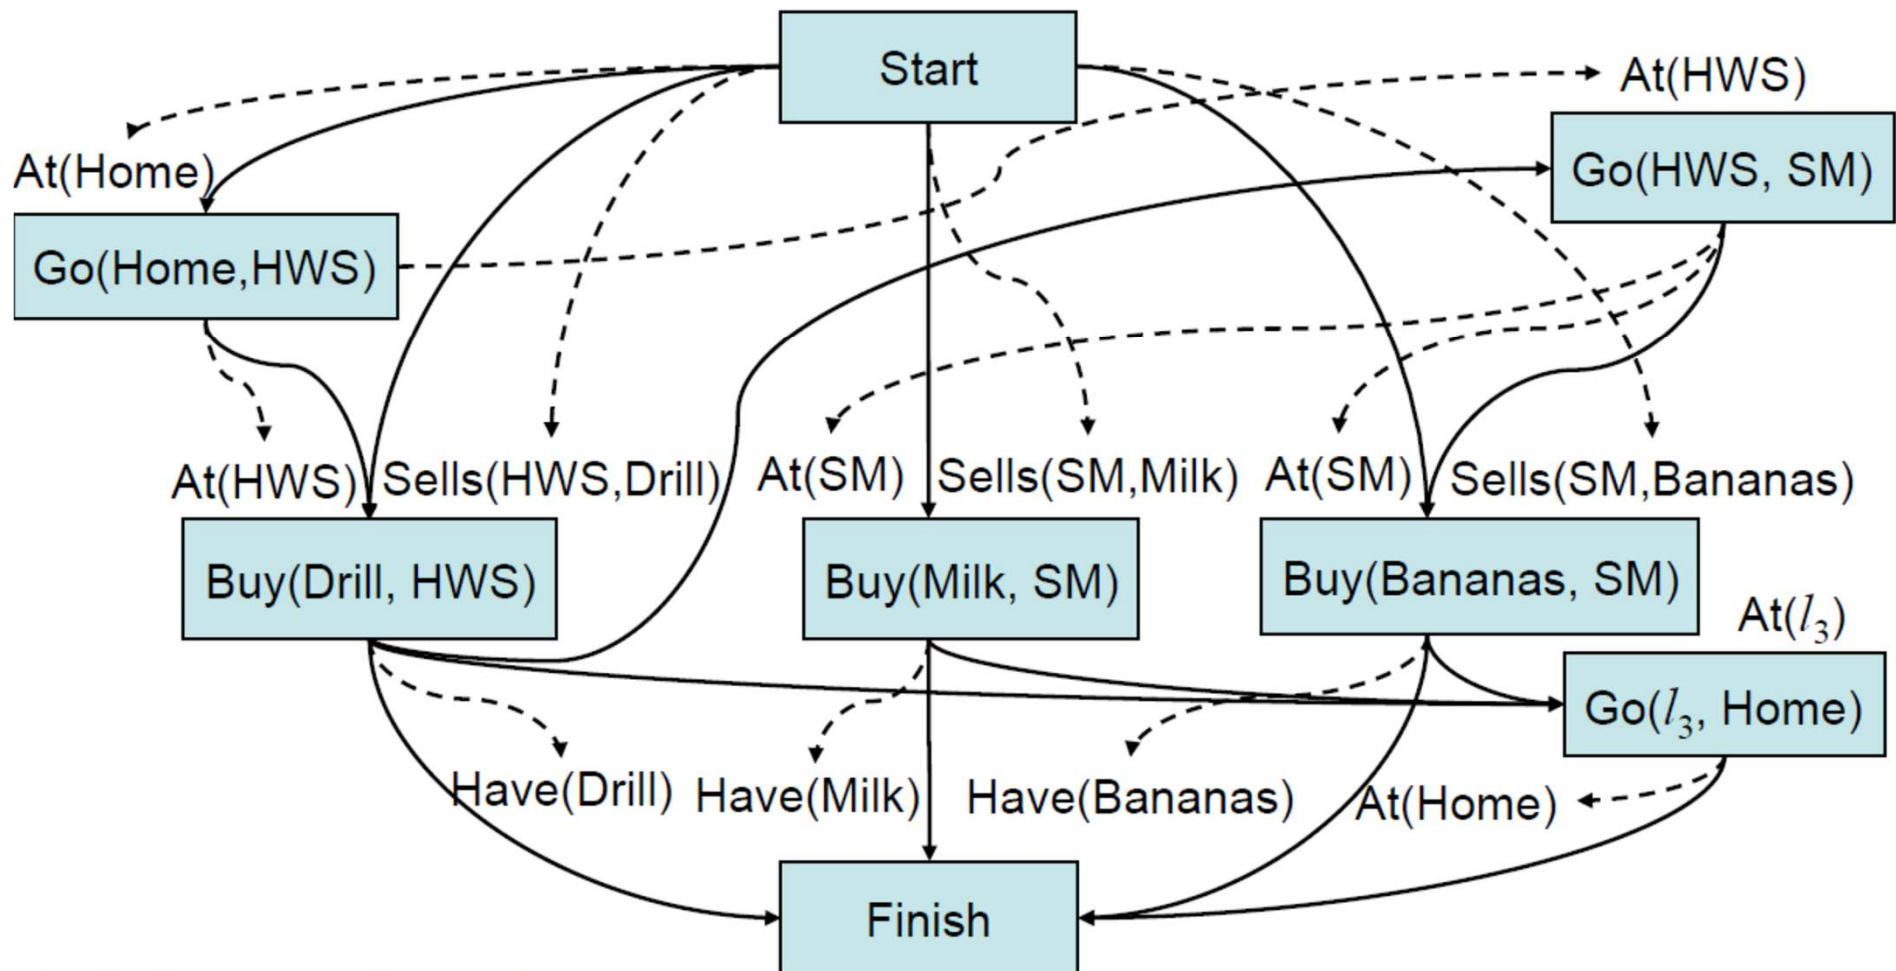 Start
At(HWS)
At(Home)
Go(HWS, SM)
Go(Home,HWS)
At(HWS)
Sells(HWS,Drill)
At(SM)
Sells(SM,Milk)
At(SM)
Sells(SM,Bananas)
Buy(Drill, HWS)
Buy(Milk, SM)
Buy(Bananas, SM)
At(l₃)
Go(l₃, Home)
Have(Drill)
Have(Milk)
Have(Bananas)
At(Home)
Finish